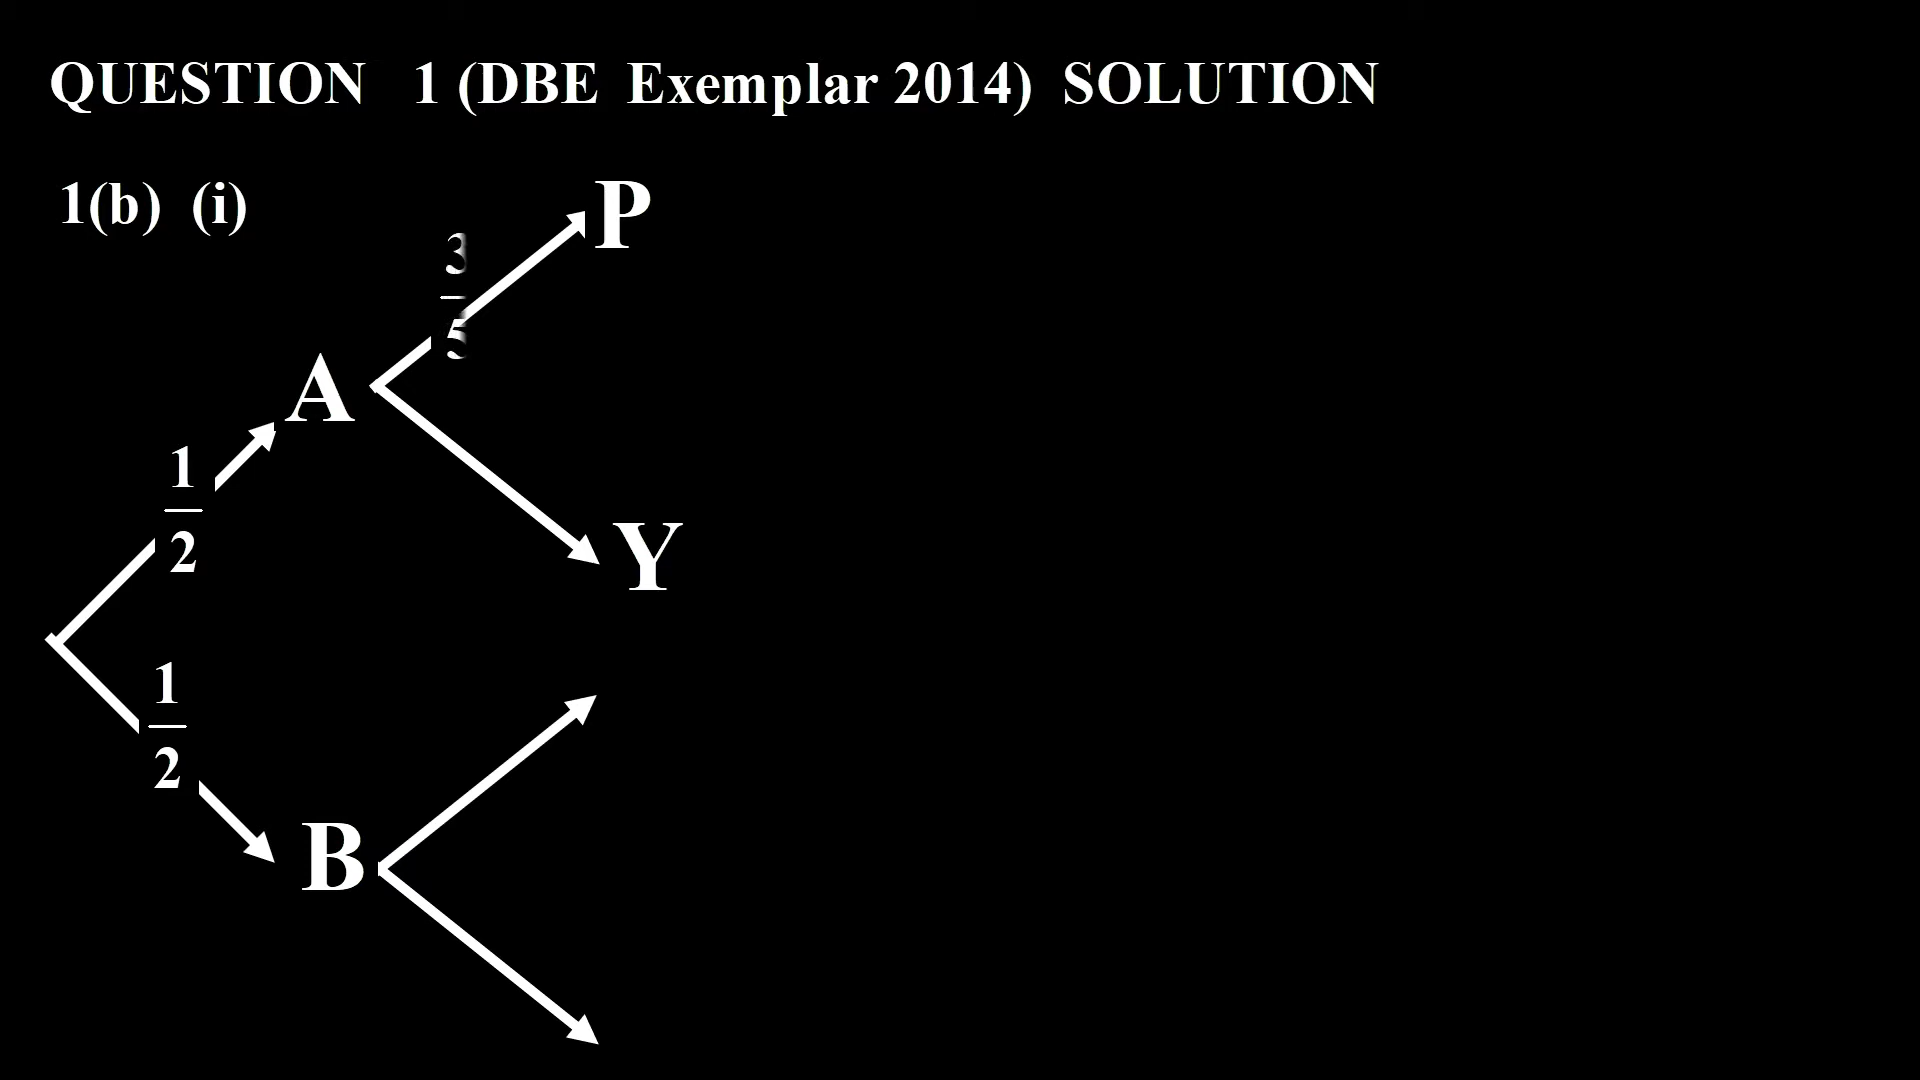 QUESTION 1 (DBE Exemplar 2014) SOLUTION
1(b) (i)
P
3
5
A
1
2
Y
1
2
B